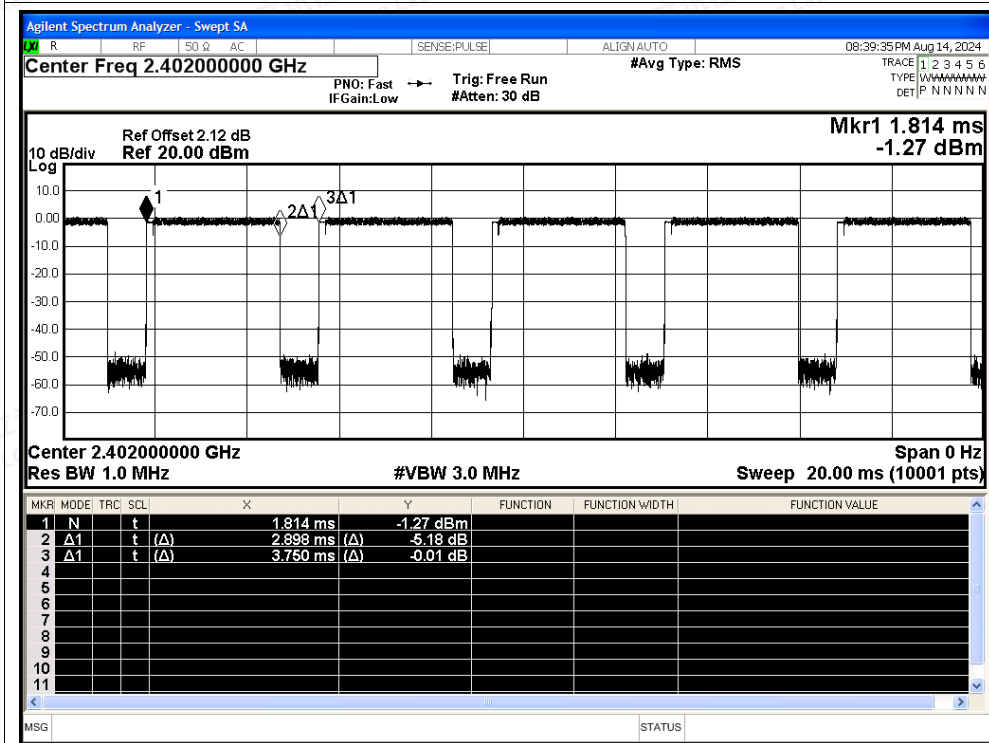 Agilent Spectrum Analyzer - Swept SA
LXI R RF 50 Ω AC SENSE:PULSE ALIGN AUTO 08:39:35 PM Aug 14, 2024
Center Freq 2.402000000 GHz #Avg Type: RMS TRACE 1 2 3 4 5 6
PNO: Fast Trig: Free Run TYPE WWWWWW
IFGain:Low #Atten: 30 dB DET P N N N N N
Mkr1 1.814 ms
Ref Offset 2.12 dB
10 dB/div Ref 20.00 dBm -1.27 dBm
Log
10.0
1 2Δ1 3Δ1
0.00
-10.0
-20.0
-30.0
-40.0
-50.0
-60.0
-70.0
Center 2.402000000 GHz Span 0 Hz
Res BW 1.0 MHz #VBW 3.0 MHz Sweep 20.00 ms (10001 pts)
MKR MODE TRC SCL X Y FUNCTION FUNCTION WIDTH FUNCTION VALUE
1 N t 1.814 ms -1.27 dBm
2 Δ1 t (Δ) 2.898 ms (Δ) -5.18 dB
3 Δ1 t (Δ) 3.750 ms (Δ) -0.01 dB
4
5
6
7
8
9
10
11
MSG STATUS